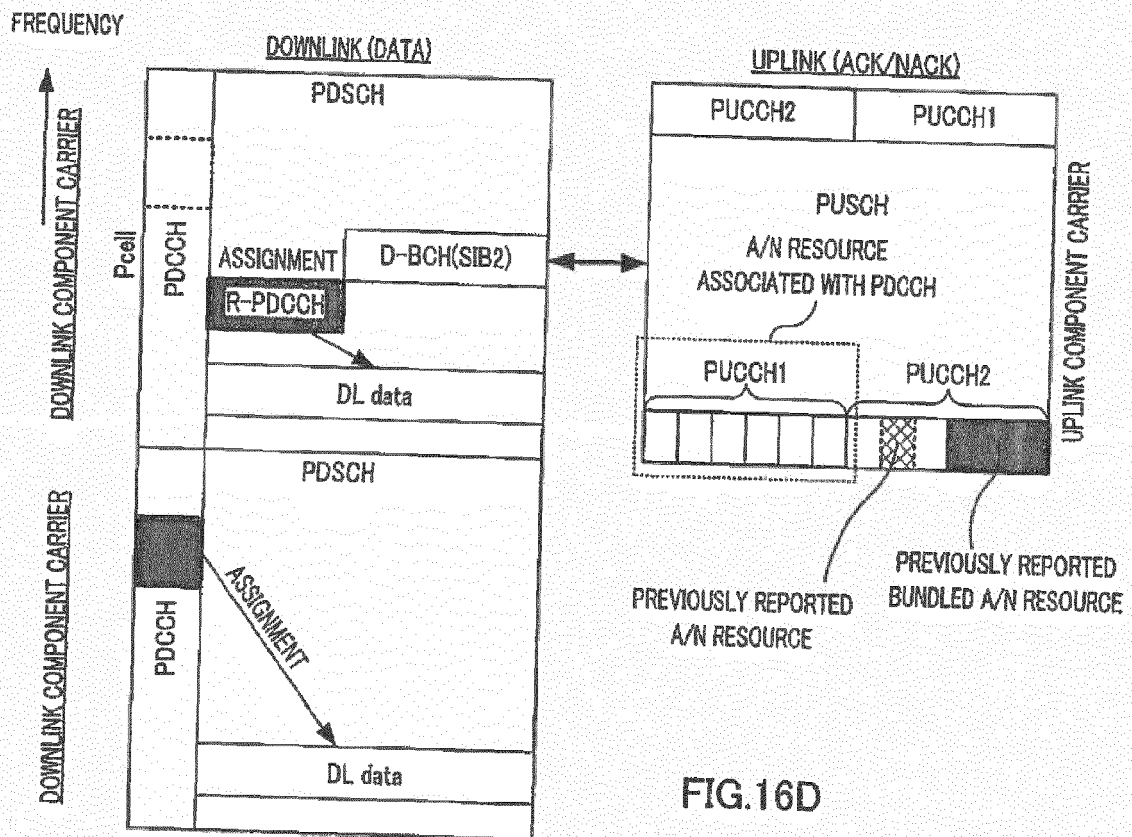 FREQUENCY
DOWNLINK COMPONENT CARRIER
DOWNLINK COMPONENT CARRIER
DOWNLINK (DATA)
PDSCH
Pcell
PDCCH
ASSIGNMENT
D-BCH(SIB2)
R-PDCCH
DL data
PDSCH
PDCCH
ASSIGNMENT
DL data
UPLINK (ACK/NACK)
PUCCH2
PUCCH1
PUSCH
A/N RESOURCE
ASSOCIATED WITH PDCCH
PUCCH1
PUCCH2
UPLINK COMPONENT CARRIER
PREVIOUSLY REPORTED
A/N RESOURCE
PREVIOUSLY REPORTED
BUNDLED A/N RESOURCE
FIG.16D